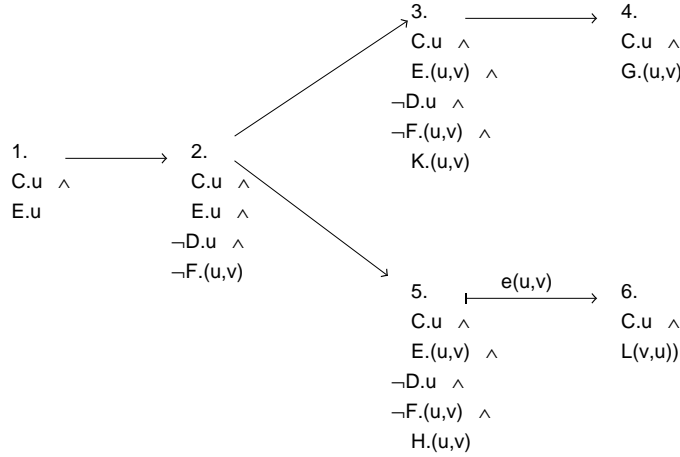 1.
C.u ∧
E.u
2.
C.u ∧
E.u ∧
¬D.u ∧
¬F.(u,v)
3.
C.u ∧
E.(u,v) ∧
¬D.u ∧
¬F.(u,v) ∧
K.(u,v)
4.
C.u ∧
G.(u,v)
5.
C.u ∧
E.(u,v) ∧
¬D.u ∧
¬F.(u,v) ∧
H.(u,v)
e(u,v)
6.
C.u ∧
L(v,u))